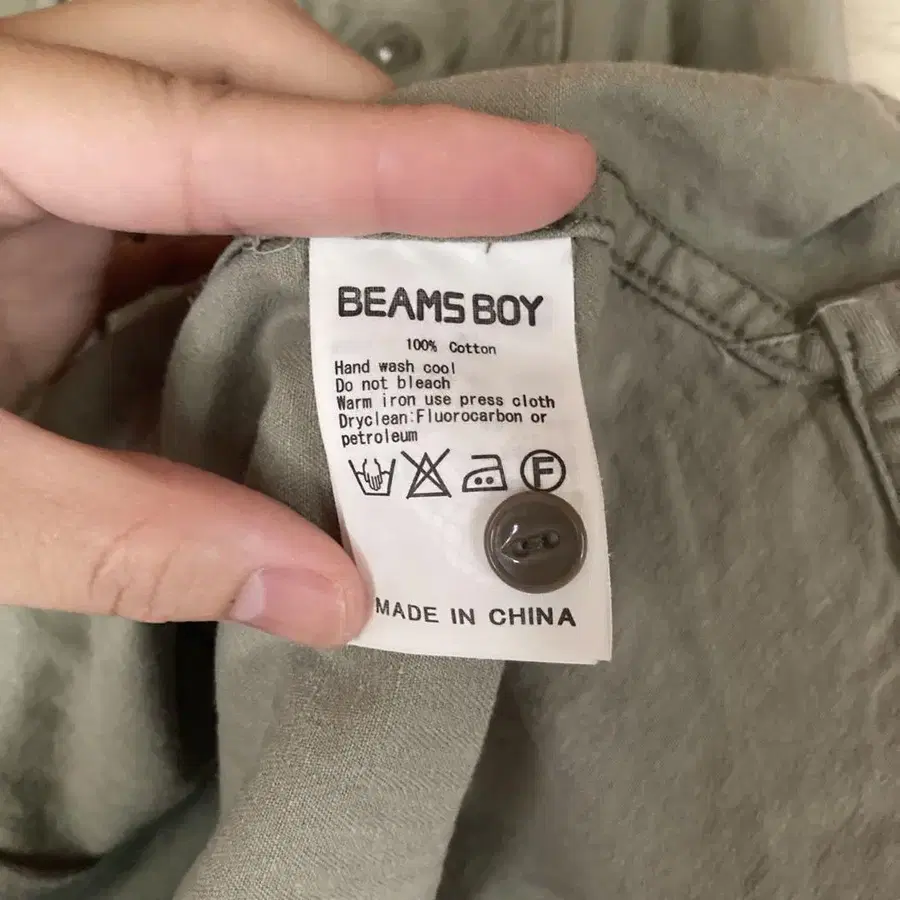 BEAMS BOY
100% Cotton
Hand wash cool
Do not bleach
Warm iron use press cloth
Dryclean:Fluorocarbon or
petroleum
F
MADE IN CHINA